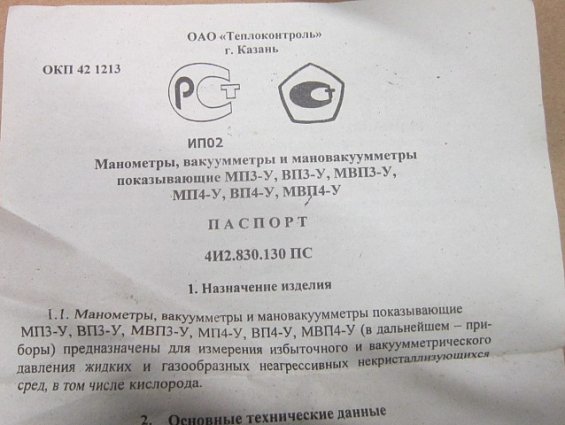 ОАО «Теплоконтроль»
г. Казань
ОКП 42 1213
РСТ
Ст
ИП02
Манометры, вакуумметры и мановакуумметры
показывающие МП3-У, ВП3-У, МВП3-У,
МП4-У, ВП4-У, МВП4-У
ПАСПОРТ
4И2.830.130 ПС
1. Назначение изделия
1.1. Манометры, вакуумметры и мановакуумметры показывающие
МП3-У, ВП3-У, МВП3-У, МП4-У, ВП4-У, МВП4-У (в дальнейшем – при-
боры) предназначены для измерения избыточного и вакуумметрического
давления жидких и газообразных неагрессивных некристаллизующихся
сред, в том числе кислорода.
2. Основные технические данные